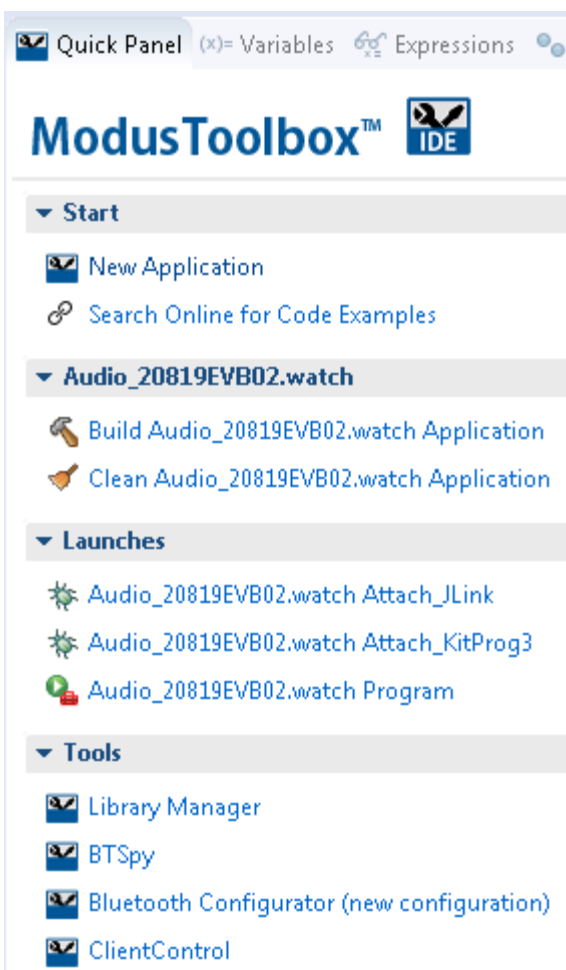 Quick Panel (x)= Variables Expressions
ModusToolbox™ IDE
Start
New Application
Search Online for Code Examples
Audio_20819EVB02.watch
Build Audio_20819EVB02.watch Application
Clean Audio_20819EVB02.watch Application
Launches
Audio_20819EVB02.watch Attach_JLink
Audio_20819EVB02.watch Attach_KitProg3
Audio_20819EVB02.watch Program
Tools
Library Manager
BTSpy
Bluetooth Configurator (new configuration)
ClientControl